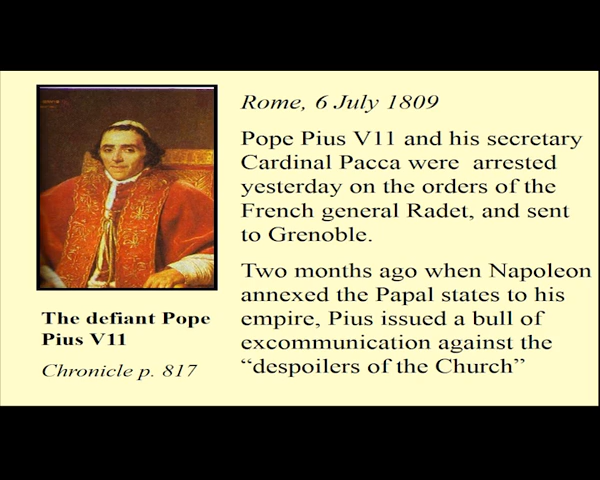 Rome, 6 July 1809
Pope Pius V11 and his secretary
Cardinal Pacca were arrested
yesterday on the orders of the
French general Radet, and sent
to Grenoble.
Two months ago when Napoleon
annexed the Papal states to his
empire, Pius issued a bull of
excommunication against the
“despoilers of the Church”
The defiant Pope
Pius V11
Chronicle p. 817